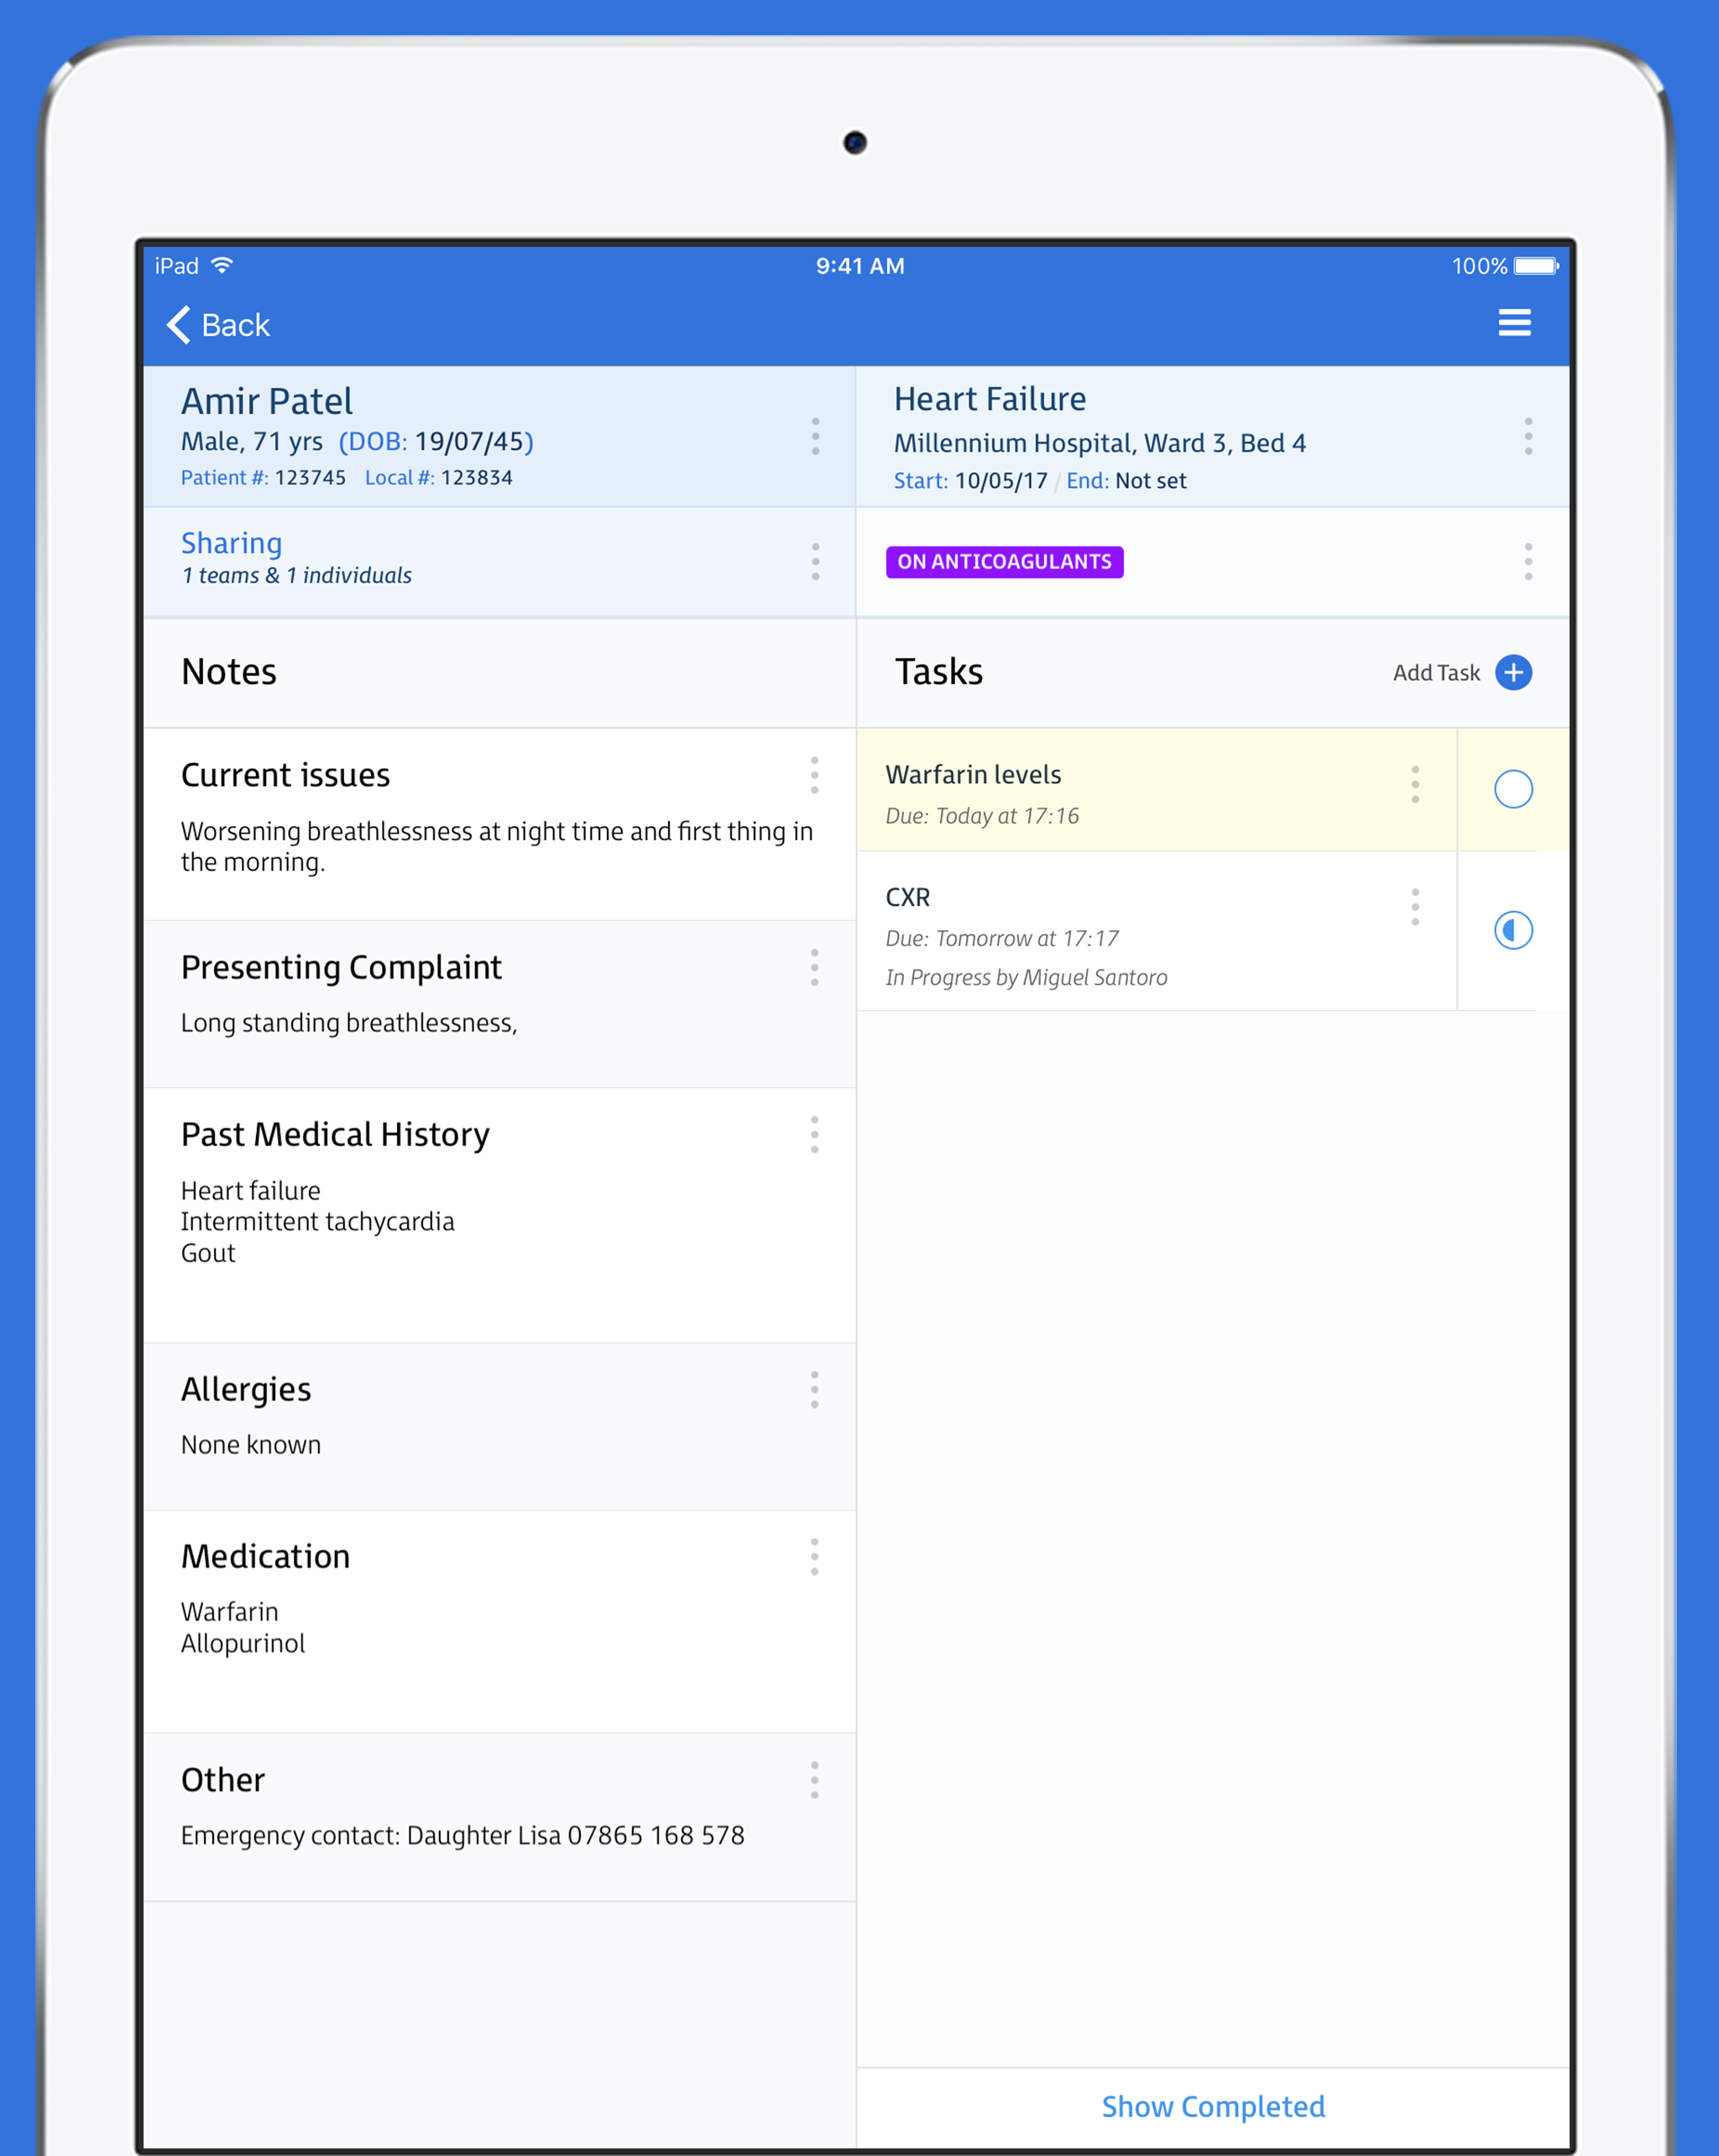 iPad 9:41 AM 100%
Back
Amir Patel
Male, 71 yrs (DOB: 19/07/45)
Patient #: 123745 Local #: 123834
Heart Failure
Millennium Hospital, Ward 3, Bed 4
Start: 10/05/17 / End: Not set
Sharing
1 teams & 1 individuals
ON ANTICOAGULANTS
Notes
Current issues
Worsening breathlessness at night time and first thing in
the morning.
Presenting Complaint
Long standing breathlessness,
Past Medical History
Heart failure
Intermittent tachycardia
Gout
Allergies
None known
Medication
Warfarin
Allopurinol
Other
Emergency contact: Daughter Lisa 07865 168 578
Tasks
Add Task
Warfarin levels
Due: Today at 17:16
CXR
Due: Tomorrow at 17:17
In Progress by Miguel Santoro
Show Completed